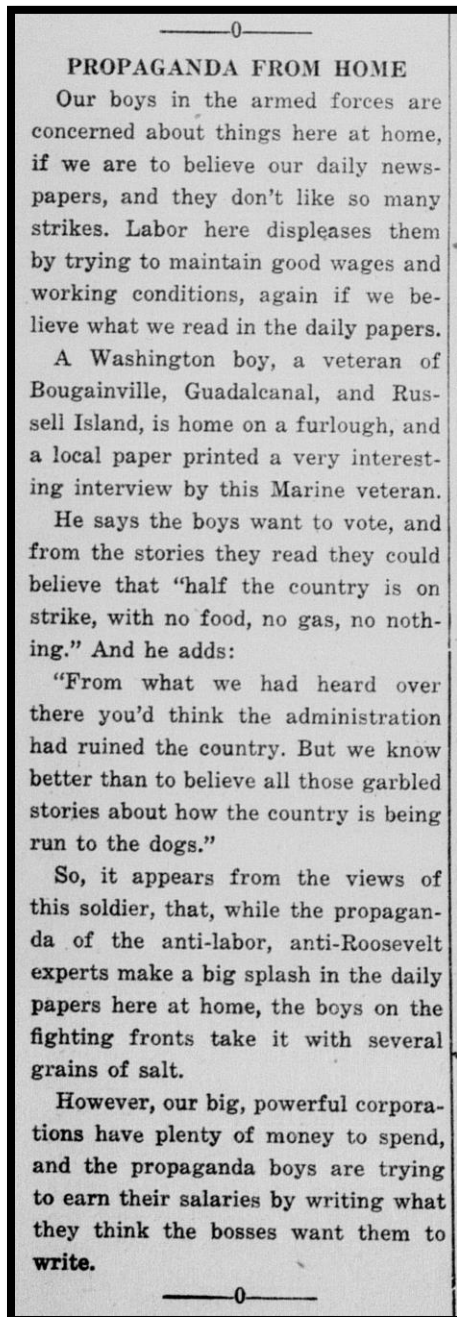 ———0———
PROPAGANDA FROM HOME
Our boys in the armed forces are
concerned about things here at home,
if we are to believe our daily news-
papers, and they don't like so many
strikes. Labor here displeases them
by trying to maintain good wages and
working conditions, again if we be-
lieve what we read in the daily papers.
A Washington boy, a veteran of
Bougainville, Guadalcanal, and Rus-
sell Island, is home on a furlough, and
a local paper printed a very interest-
ing interview by this Marine veteran.
He says the boys want to vote, and
from the stories they read they could
believe that "half the country is on
strike, with no food, no gas, no noth-
ing." And he adds:
"From what we had heard over
there you'd think the administration
had ruined the country. But we know
better than to believe all those garbled
stories about how the country is being
run to the dogs."
So, it appears from the views of
this soldier, that, while the propagan-
da of the anti-labor, anti-Roosevelt
experts make a big splash in the daily
papers here at home, the boys on the
fighting fronts take it with several
grains of salt.
However, our big, powerful corpora-
tions have plenty of money to spend,
and the propaganda boys are trying
to earn their salaries by writing what
they think the bosses want them to
write.
———0———